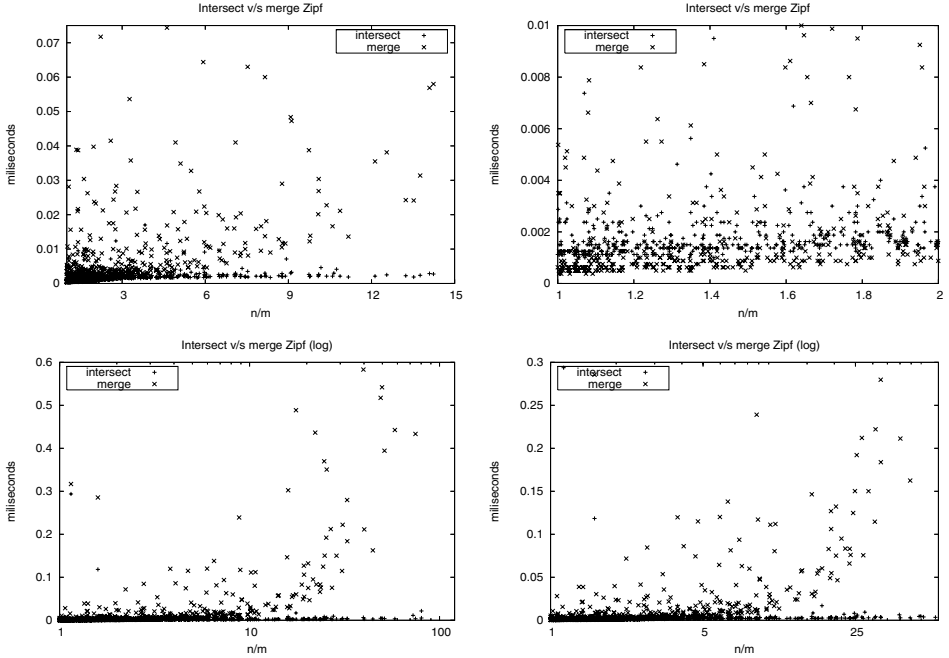 Intersect v/s merge Zipf
intersect
merge
0.07
0.06
0.05
0.04
0.03
0.02
0.01
0
3
6
9
12
15
miliseconds
n/m
Intersect v/s merge Zipf
intersect
merge
0.01
0.008
0.006
0.004
0.002
0
1
1.2
1.4
1.6
1.8
2
miliseconds
n/m
Intersect v/s merge Zipf (log)
intersect
merge
0.6
0.5
0.4
0.3
0.2
0.1
0
1
10
100
miliseconds
n/m
Intersect v/s merge Zipf (log)
intersect
merge
0.3
0.25
0.2
0.15
0.1
0.05
0
1
5
25
miliseconds
n/m